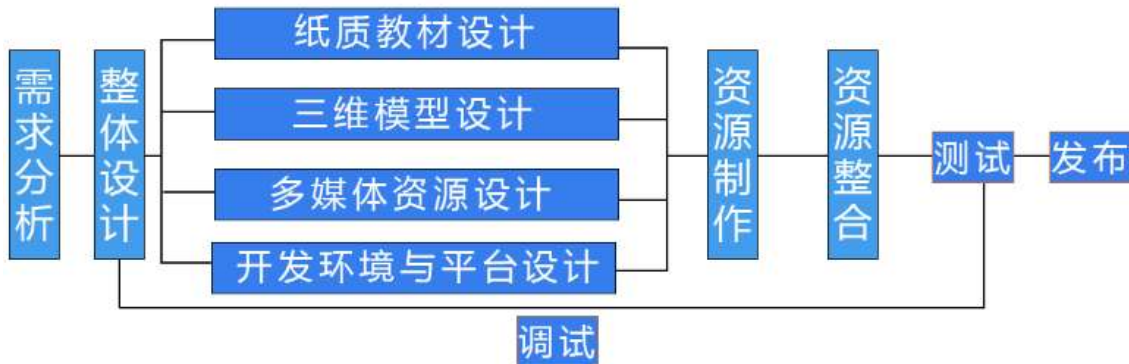 需求分析
整体设计
纸质教材设计
三维模型设计
多媒体资源设计
开发环境与平台设计
资源制作
资源整合
测试
发布
调试